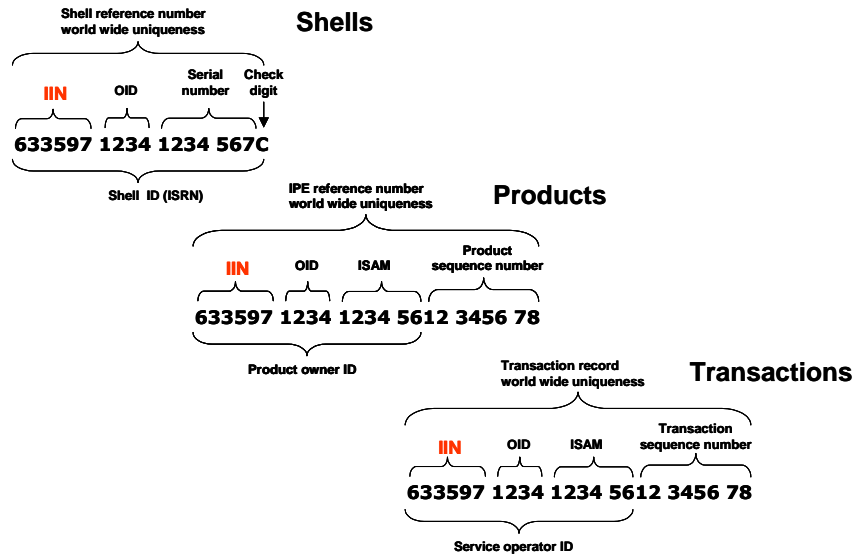 Shell reference number
world wide uniqueness
Shells
IIN
OID
Serial
number
Check
digit
633597 1234 1234 567C
Shell ID (ISRN)
IPE reference number
world wide uniqueness
Products
IIN
OID
ISAM
Product
sequence number
633597 1234 1234 5612 3456 78
Product owner ID
Transaction record
world wide uniqueness
Transactions
IIN
OID
ISAM
Transaction
sequence number
633597 1234 1234 5612 3456 78
Service operator ID